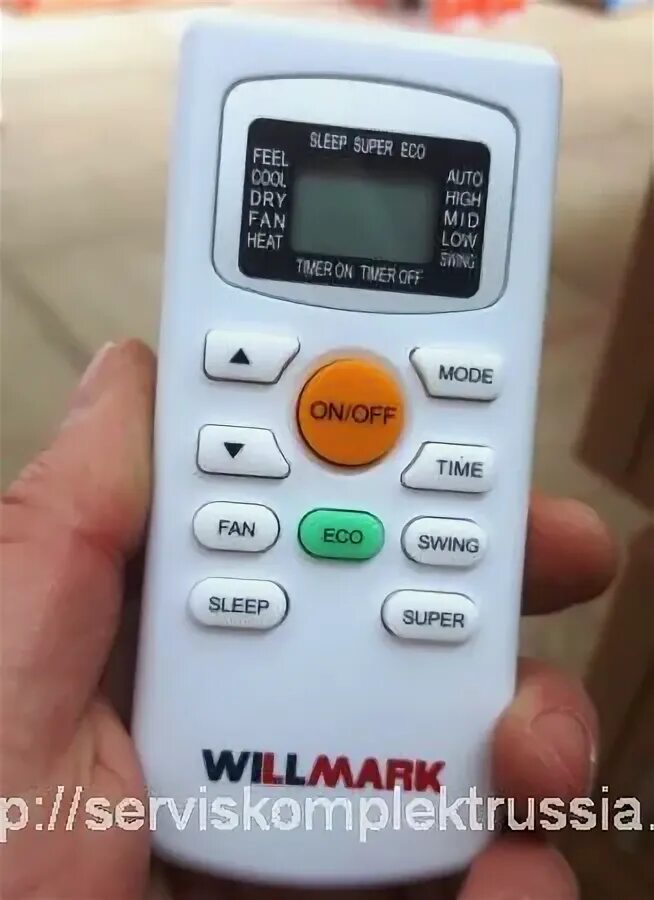 SLEEP SUPER ECO
FEEL
COOL
DRY
FAN
HEAT
AUTO
HIGH
MID
LOW
SWING
TIMER ON TIMER OFF
▲
MODE
ON/OFF
▼
TIME
FAN
ECO
SWING
SLEEP
SUPER
WILLMARK
p://serviskomplektrussia.